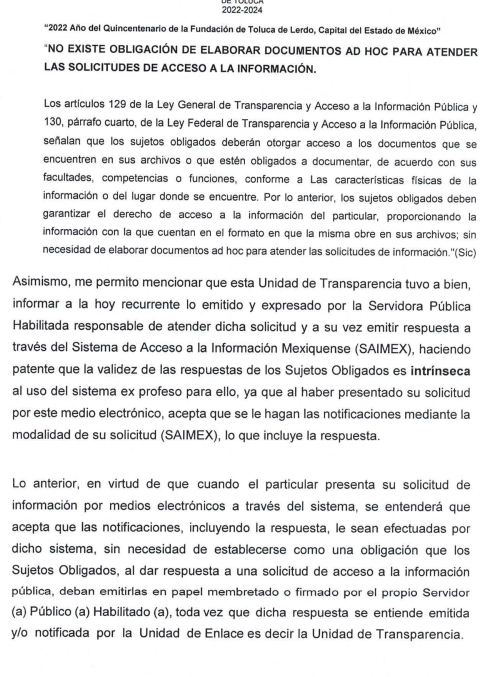 DE TOLUCA
2022-2024
"2022 Año del Quincentenario de la Fundación de Toluca de Lerdo, Capital del Estado de México"
"NO EXISTE OBLIGACIÓN DE ELABORAR DOCUMENTOS AD HOC PARA ATENDER
LAS SOLICITUDES DE ACCESO A LA INFORMACIÓN.
Los artículos 129 de la Ley General de Transparencia y Acceso a la Información Pública y
130, párrafo cuarto, de la Ley Federal de Transparencia y Acceso a la Información Pública,
señalan que los sujetos obligados deberán otorgar acceso a los documentos que se
encuentren en sus archivos o que estén obligados a documentar, de acuerdo con sus
facultades, competencias o funciones, conforme a Las características físicas de la
información o del lugar donde se encuentre. Por lo anterior, los sujetos obligados deben
garantizar el derecho de acceso a la información del particular, proporcionando la
información con la que cuentan en el formato en que la misma obre en sus archivos; sin
necesidad de elaborar documentos ad hoc para atender las solicitudes de información."(Sic)
Asimismo, me permito mencionar que esta Unidad de Transparencia tuvo a bien,
informar a la hoy recurrente lo emitido y expresado por la Servidora Pública
Habilitada responsable de atender dicha solicitud y a su vez emitir respuesta a
través del Sistema de Acceso a la Información Mexiquense (SAIMEX), haciendo
patente que la validez de las respuestas de los Sujetos Obligados es intrínseca
al uso del sistema ex profeso para ello, ya que al haber presentado su solicitud
por este medio electrónico, acepta que se le hagan las notificaciones mediante la
modalidad de su solicitud (SAIMEX), lo que incluye la respuesta.
Lo anterior, en virtud de que cuando el particular presenta su solicitud de
información por medios electrónicos a través del sistema, se entenderá que
acepta que las notificaciones, incluyendo la respuesta, le sean efectuadas por
dicho sistema, sin necesidad de establecerse como una obligación que los
Sujetos Obligados, al dar respuesta a una solicitud de acceso a la información
pública, deban emitirlas en papel membretado o firmado por el propio Servidor
(a) Público (a) Habilitado (a), toda vez que dicha respuesta se entiende emitida
y/o notificada por la Unidad de Enlace es decir la Unidad de Transparencia.